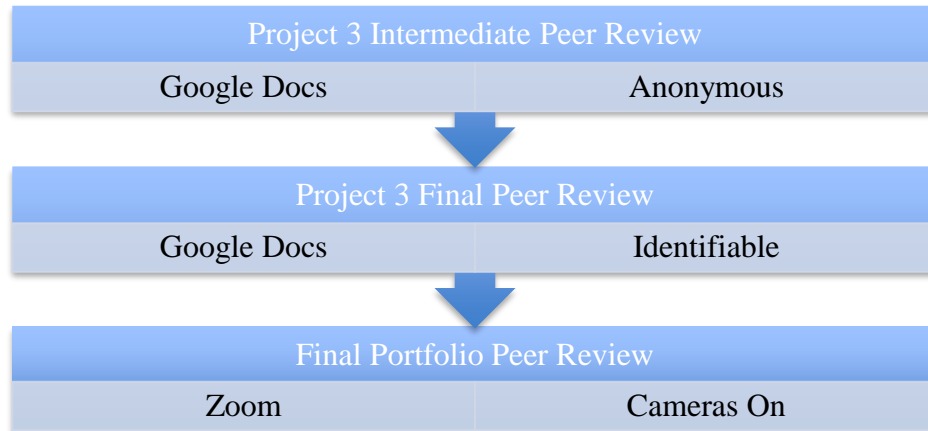 Project 3 Intermediate Peer Review
Google Docs Anonymous
Project 3 Final Peer Review
Google Docs Identifiable
Final Portfolio Peer Review
Zoom Cameras On